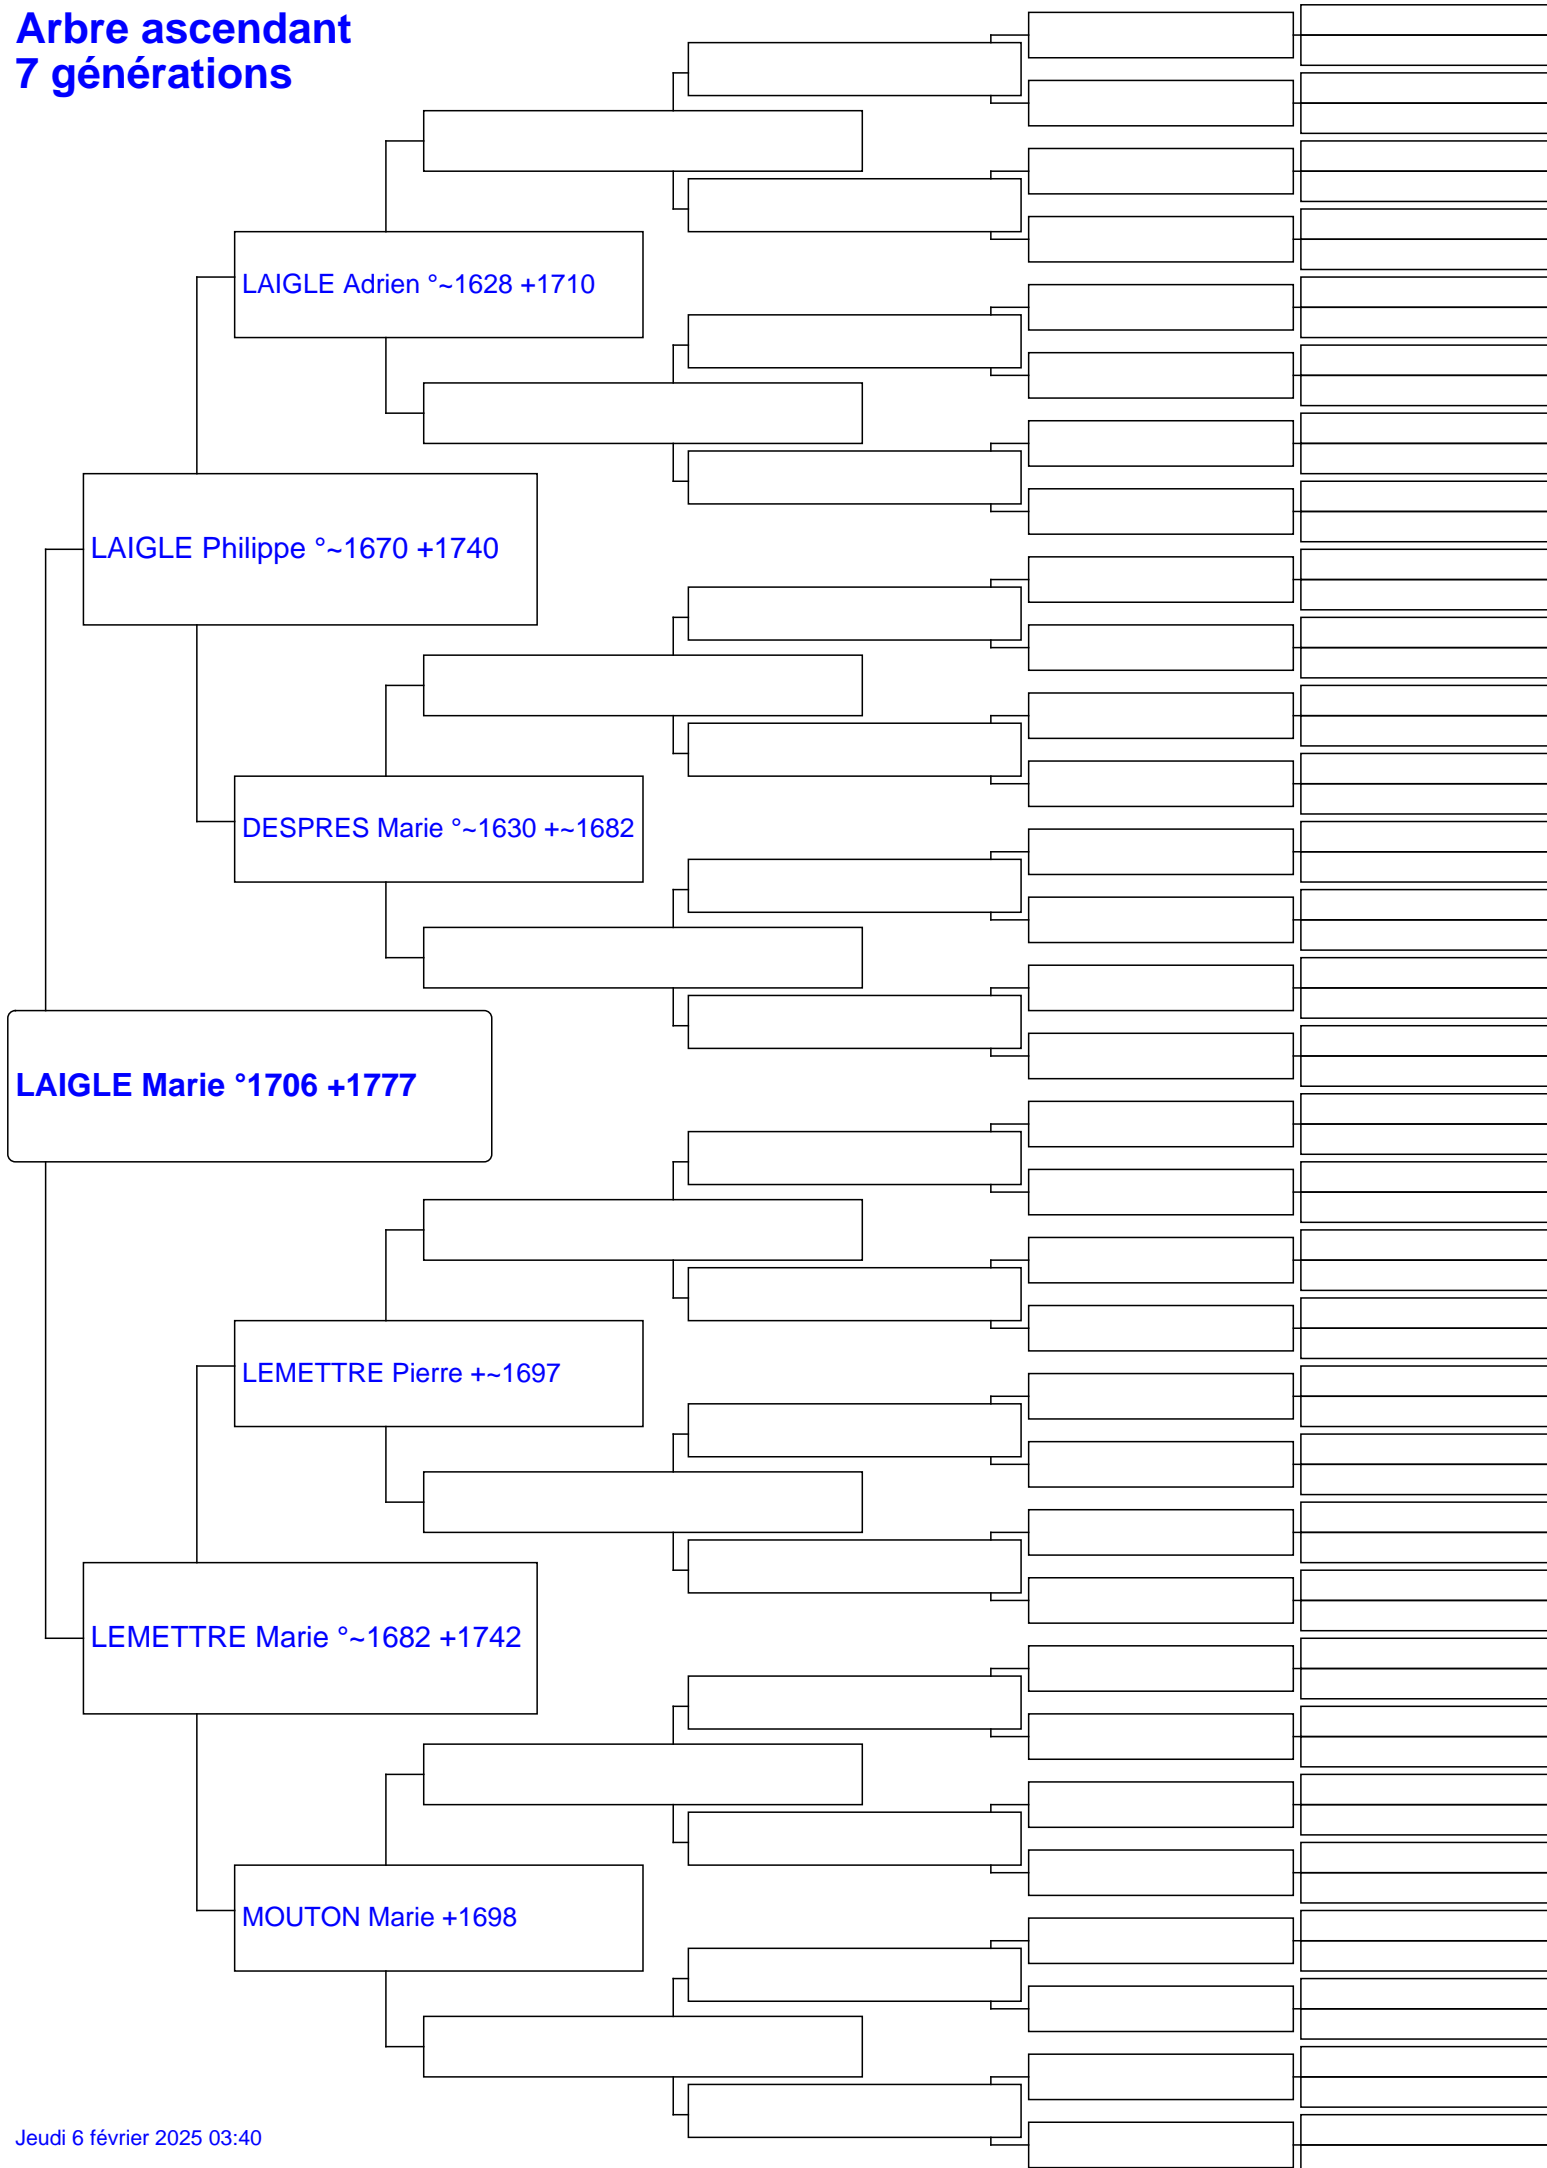 Arbre ascendant
7 générations
LAIGLE Adrien °~1628 +1710
LAIGLE Philippe °~1670 +1740
DESPRES Marie °~1630 +~1682
LAIGLE Marie °1706 +1777
LEMETTRE Pierre +~1697
LEMETTRE Marie °~1682 +1742
MOUTON Marie +1698
Jeudi 6 février 2025 03:40